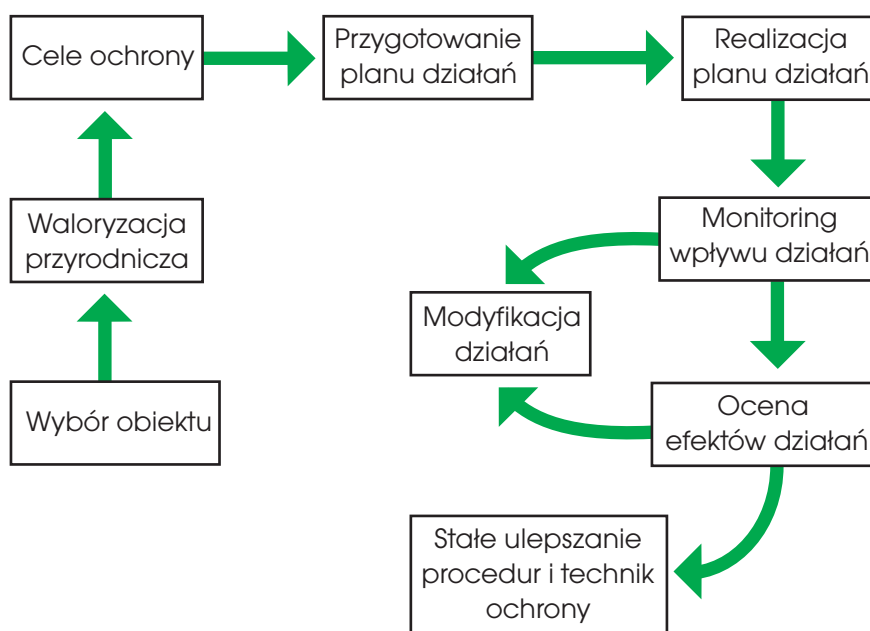 Cele ochrony
Przygotowanie
planu działań
Realizacja
planu działań
Waloryzacja
przyrodnicza
Monitoring
wpływu działań
Modyfikacja
działań
Wybór obiektu
Ocena
efektów działań
Stałe ulepszanie
procedur i technik
ochrony